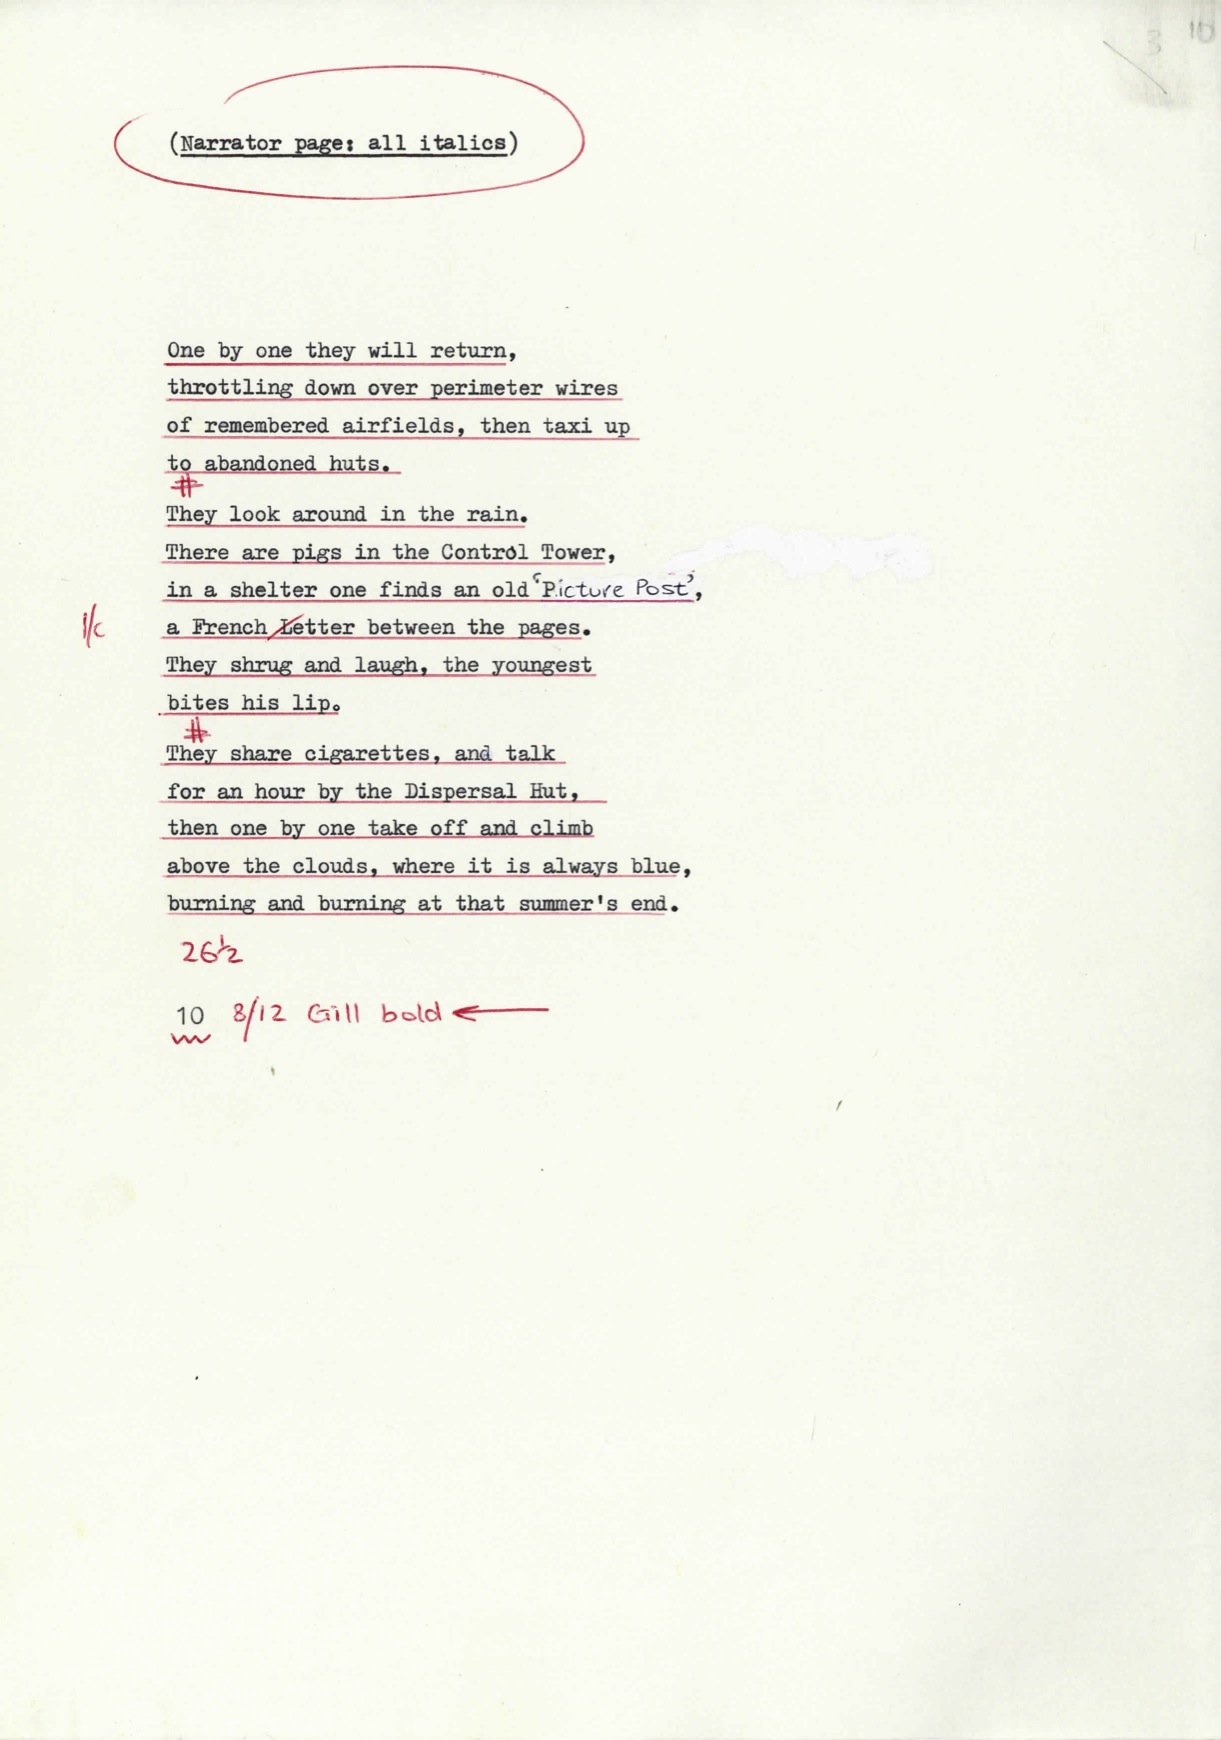 10
(Narrator page: all italics)
One by one they will return,
throttling down over perimeter wires
of remembered airfields, then taxi up
to abandoned huts.
#
They look around in the rain.
There are pigs in the Control Tower,
in a shelter one finds an old 'Picture Post',
l/c a French Letter between the pages.
They shrug and laugh, the youngest
bites his lip.
#
They share cigarettes, and talk
for an hour by the Dispersal Hut,
then one by one take off and climb
above the clouds, where it is always blue,
burning and burning at that summer's end.
26½
10 8/12 Gill bold